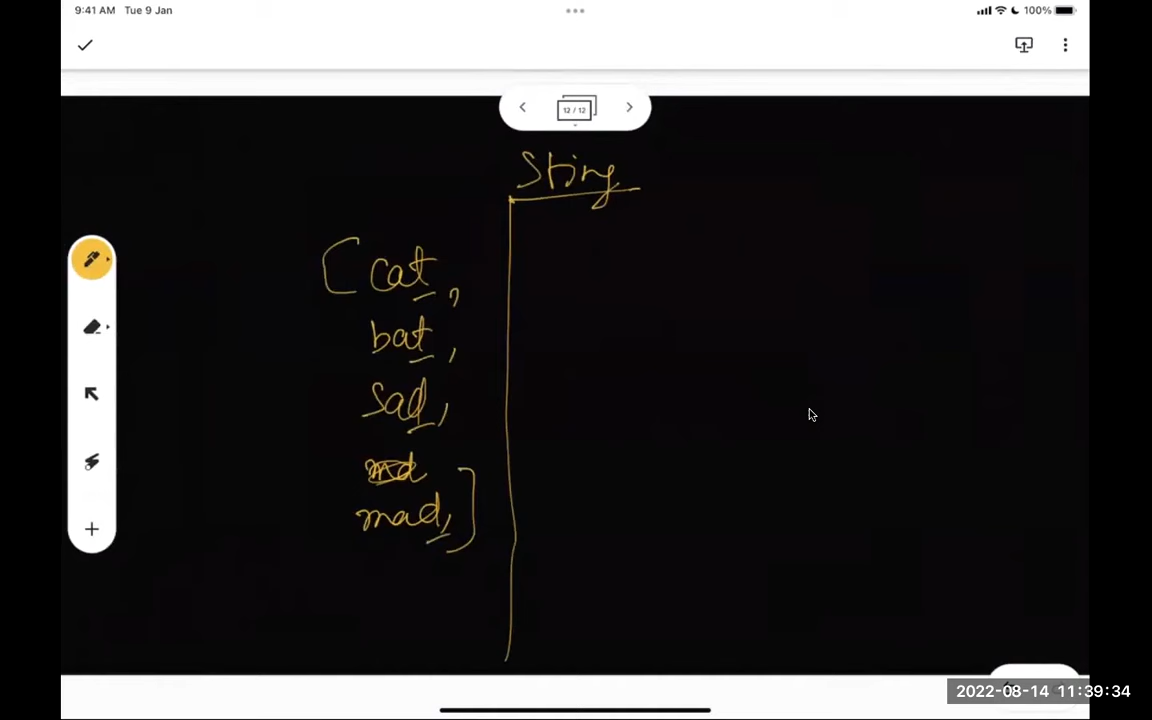 9:41 AM Tue 9 Jan
100%
12 / 12
String
[cat,
bat,
sad,
mad,]
2022-08-14 11:39:34